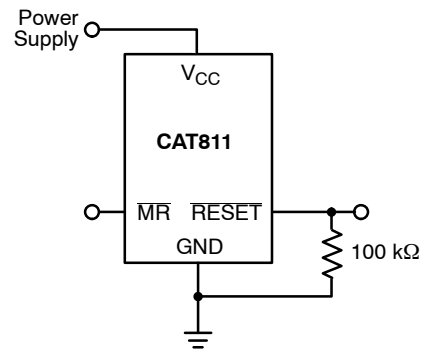 Power
Supply
VCC
CAT811
MR RESET
GND
100 kΩ